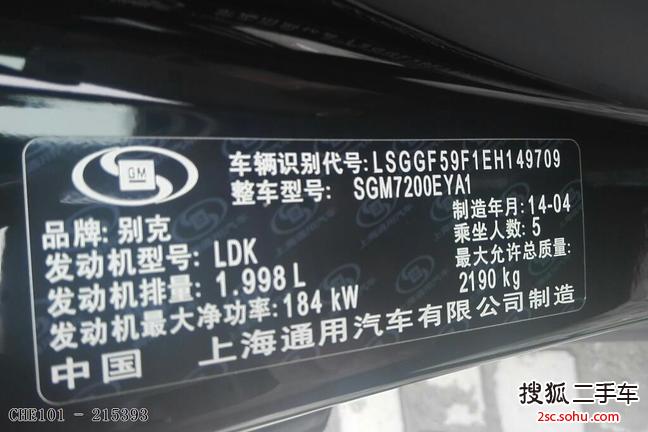 GM
车辆识别代号: LSGGF59F1EH149709
整车型号: SGM7200EYA1
品牌: 别克
制造年月: 14-04
发动机型号: LDK
乘坐人数: 5
发动机排量: 1.998 L
最大允许总质量: 2190 kg
发动机最大净功率: 184 kW
中国 上海通用汽车有限公司制造
CHE101 - 215393
搜狐二手车
2sc.sohu.com